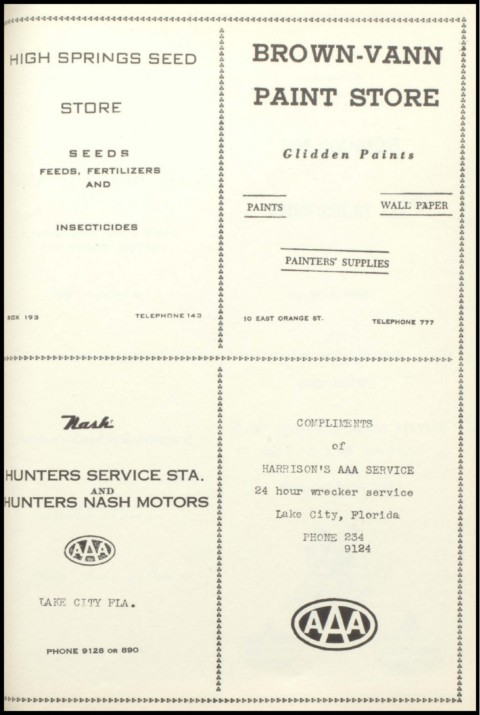 HIGH SPRINGS SEED
STORE
SEEDS
FEEDS, FERTILIZERS
AND
INSECTICIDES
BOX 193 TELEPHONE 143
BROWN-VANN
PAINT STORE
Glidden Paints
PAINTS WALL PAPER
PAINTERS' SUPPLIES
10 EAST ORANGE ST. TELEPHONE 777
Nash
HUNTERS SERVICE STA.
AND
HUNTERS NASH MOTORS
AAA
LAKE CITY FLA.
PHONE 9128 OR 890
COMPLIMENTS
of
HARRISON'S AAA SERVICE
24 hour wrecker service
Lake City, Florida
PHONE 234
9124
AAA